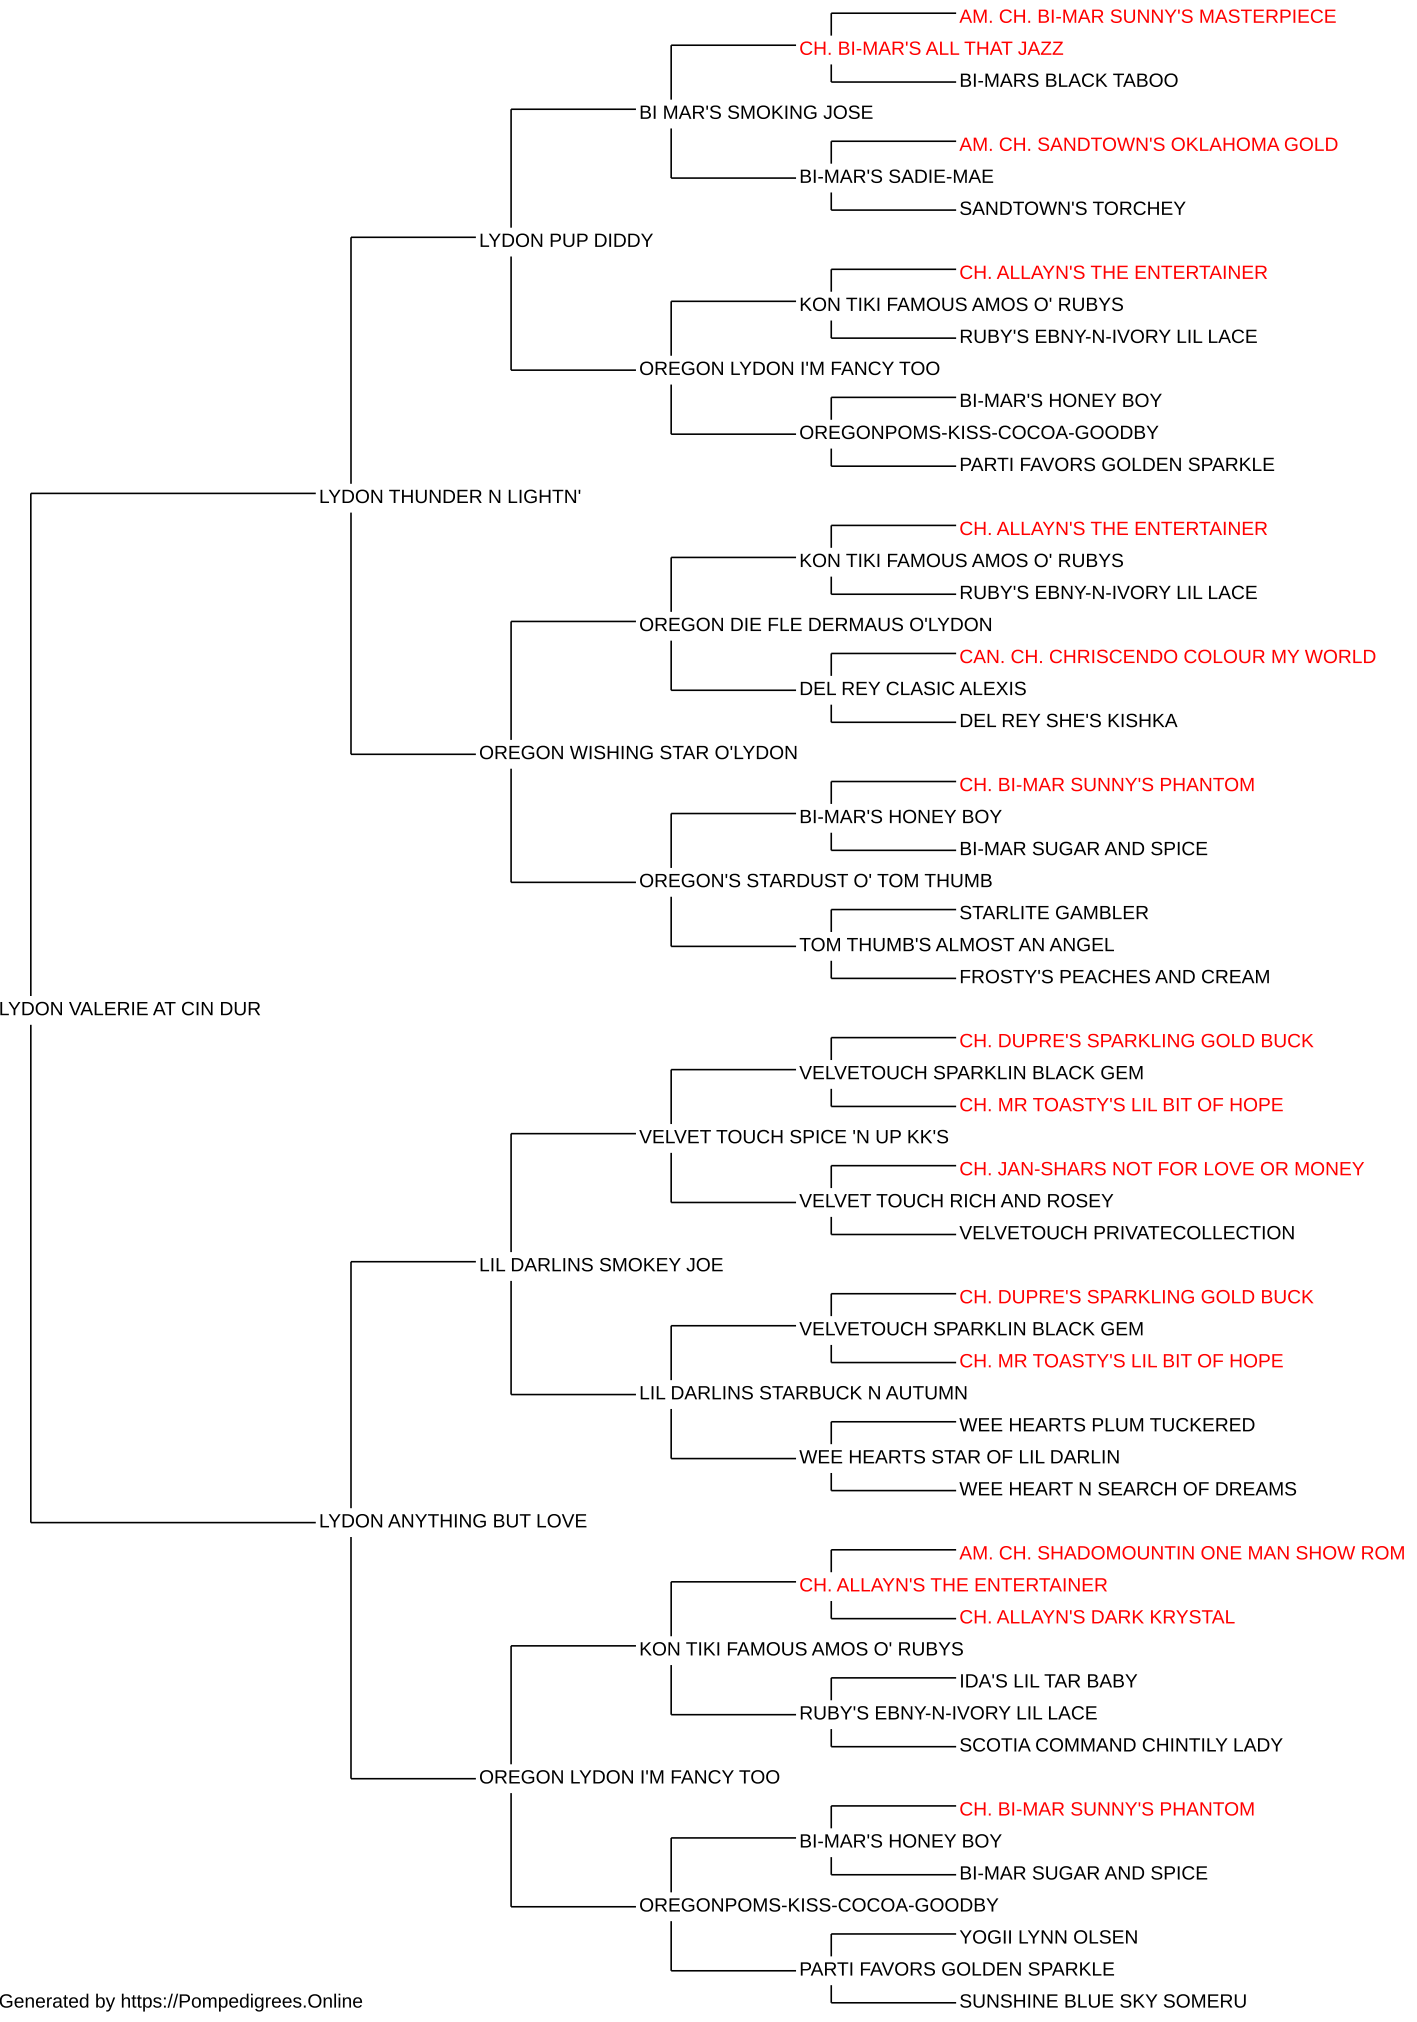 AM. CH. BI-MAR SUNNY'S MASTERPIECE
CH. BI-MAR'S ALL THAT JAZZ
BI-MARS BLACK TABOO
BI MAR'S SMOKING JOSE
AM. CH. SANDTOWN'S OKLAHOMA GOLD
BI-MAR'S SADIE-MAE
SANDTOWN'S TORCHEY
LYDON PUP DIDDY
CH. ALLAYN'S THE ENTERTAINER
KON TIKI FAMOUS AMOS O' RUBYS
RUBY'S EBNY-N-IVORY LIL LACE
OREGON LYDON I'M FANCY TOO
BI-MAR'S HONEY BOY
OREGONPOMS-KISS-COCOA-GOODBY
PARTI FAVORS GOLDEN SPARKLE
LYDON THUNDER N LIGHTN'
CH. ALLAYN'S THE ENTERTAINER
KON TIKI FAMOUS AMOS O' RUBYS
RUBY'S EBNY-N-IVORY LIL LACE
OREGON DIE FLE DERMAUS O'LYDON
CAN. CH. CHRISCENDO COLOUR MY WORLD
DEL REY CLASIC ALEXIS
DEL REY SHE'S KISHKA
OREGON WISHING STAR O'LYDON
CH. BI-MAR SUNNY'S PHANTOM
BI-MAR'S HONEY BOY
BI-MAR SUGAR AND SPICE
OREGON'S STARDUST O' TOM THUMB
STARLITE GAMBLER
TOM THUMB'S ALMOST AN ANGEL
FROSTY'S PEACHES AND CREAM
LYDON VALERIE AT CIN DUR
CH. DUPRE'S SPARKLING GOLD BUCK
VELVETOUCH SPARKLIN BLACK GEM
CH. MR TOASTY'S LIL BIT OF HOPE
VELVET TOUCH SPICE 'N UP KK'S
CH. JAN-SHARS NOT FOR LOVE OR MONEY
VELVET TOUCH RICH AND ROSEY
VELVETOUCH PRIVATECOLLECTION
LIL DARLINS SMOKEY JOE
CH. DUPRE'S SPARKLING GOLD BUCK
VELVETOUCH SPARKLIN BLACK GEM
CH. MR TOASTY'S LIL BIT OF HOPE
LIL DARLINS STARBUCK N AUTUMN
WEE HEARTS PLUM TUCKERED
WEE HEARTS STAR OF LIL DARLIN
WEE HEART N SEARCH OF DREAMS
LYDON ANYTHING BUT LOVE
AM. CH. SHADOMOUNTIN ONE MAN SHOW ROM
CH. ALLAYN'S THE ENTERTAINER
CH. ALLAYN'S DARK KRYSTAL
KON TIKI FAMOUS AMOS O' RUBYS
IDA'S LIL TAR BABY
RUBY'S EBNY-N-IVORY LIL LACE
SCOTIA COMMAND CHINTILY LADY
OREGON LYDON I'M FANCY TOO
CH. BI-MAR SUNNY'S PHANTOM
BI-MAR'S HONEY BOY
BI-MAR SUGAR AND SPICE
OREGONPOMS-KISS-COCOA-GOODBY
YOGII LYNN OLSEN
PARTI FAVORS GOLDEN SPARKLE
SUNSHINE BLUE SKY SOMERU
Generated by https://Pompedigrees.Online